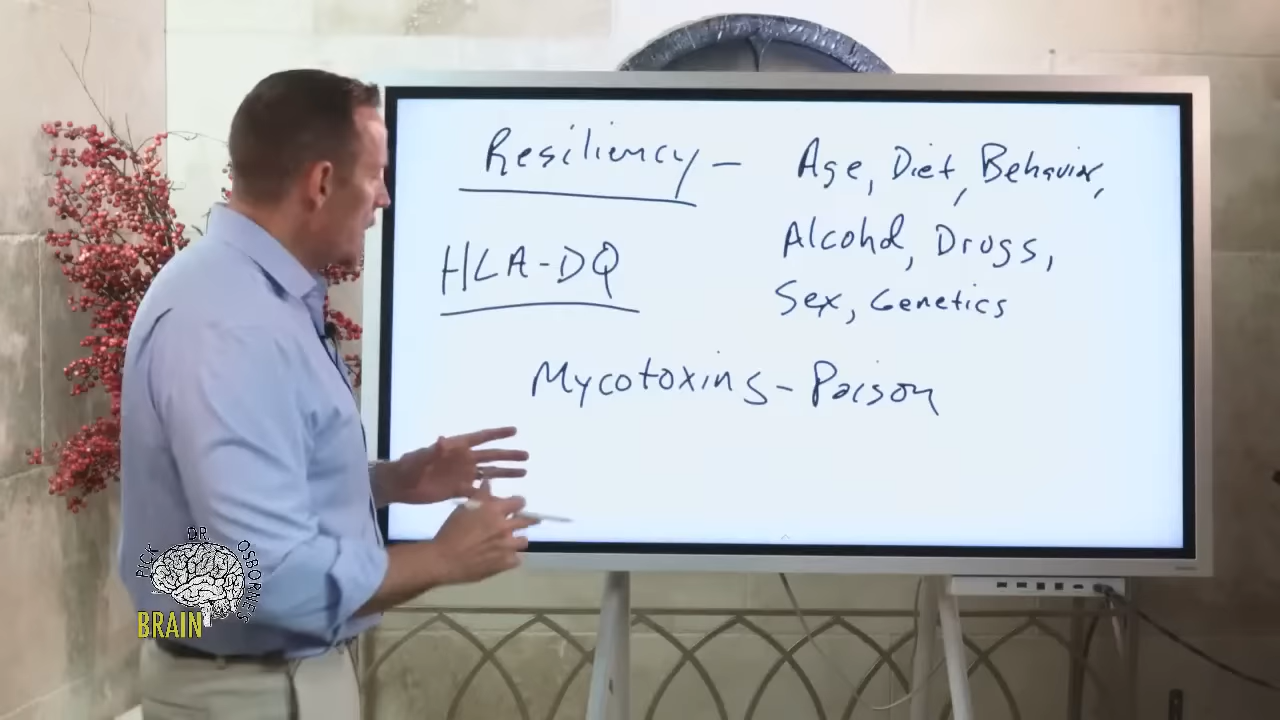 Resiliency - Age, Diet, Behavior,
Alcohol, Drugs,
Sex, Genetics
HLA-DQ
Mycotoxins - Poison
PICK DR OSBORNE'S
BRAIN